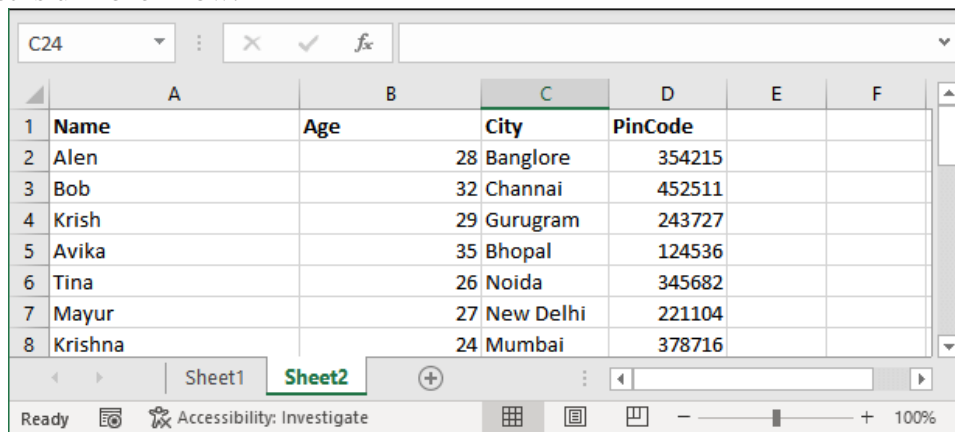 C24 fx
A B C D E F
1 Name Age City PinCode
2 Alen 28 Banglore 354215
3 Bob 32 Channai 452511
4 Krish 29 Gurugram 243727
5 Avika 35 Bhopal 124536
6 Tina 26 Noida 345682
7 Mayur 27 New Delhi 221104
8 Krishna 24 Mumbai 378716
Sheet1 Sheet2
Ready Accessibility: Investigate 100%